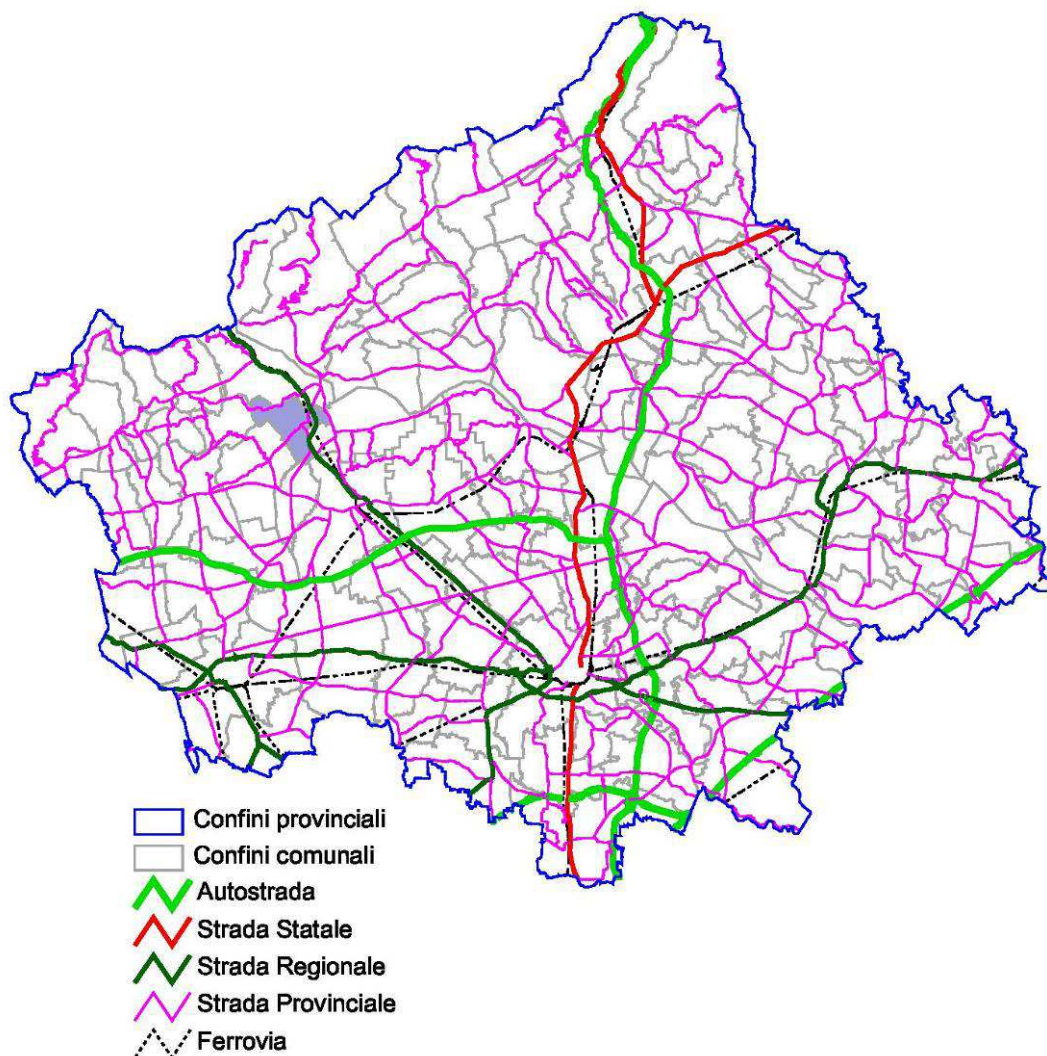 Confini provinciali
Confini comunali
Autostrada
Strada Statale
Strada Regionale
Strada Provinciale
Ferrovia